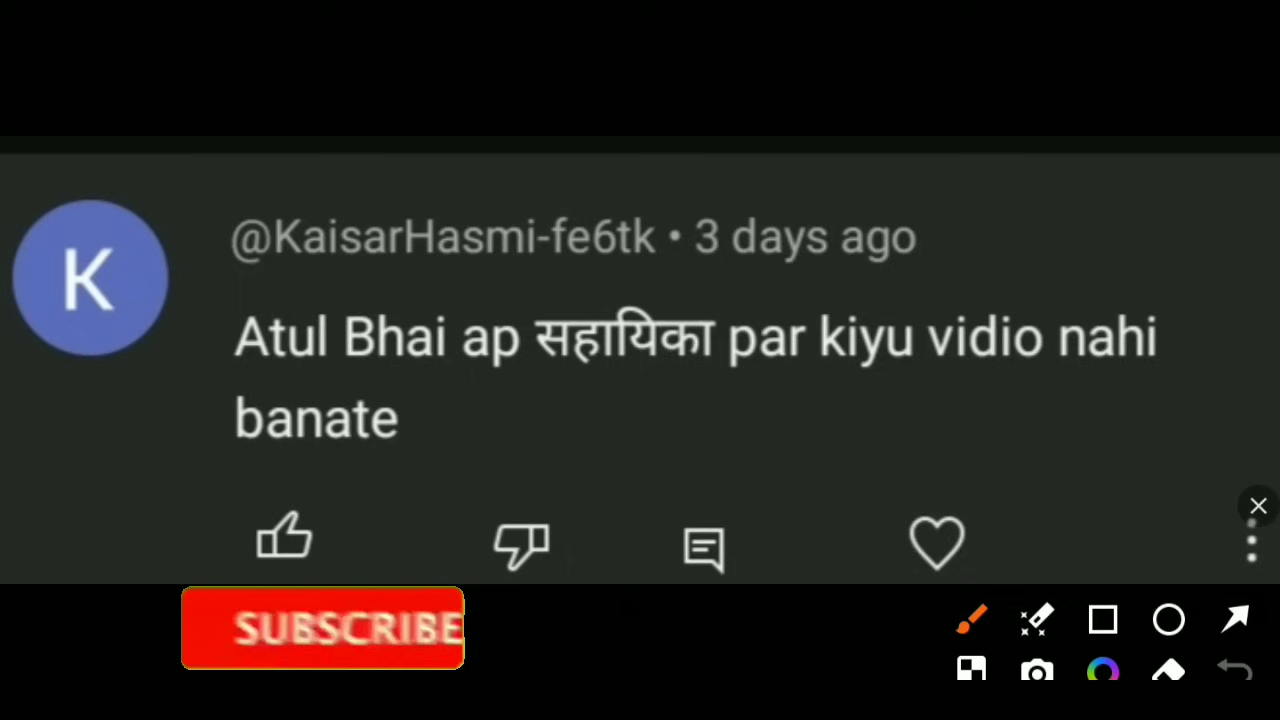 K
@KaisarHasmi-fe6tk • 3 days ago
Atul Bhai ap सहायिका par kiyu vidio nahi
banate
SUBSCRIBE